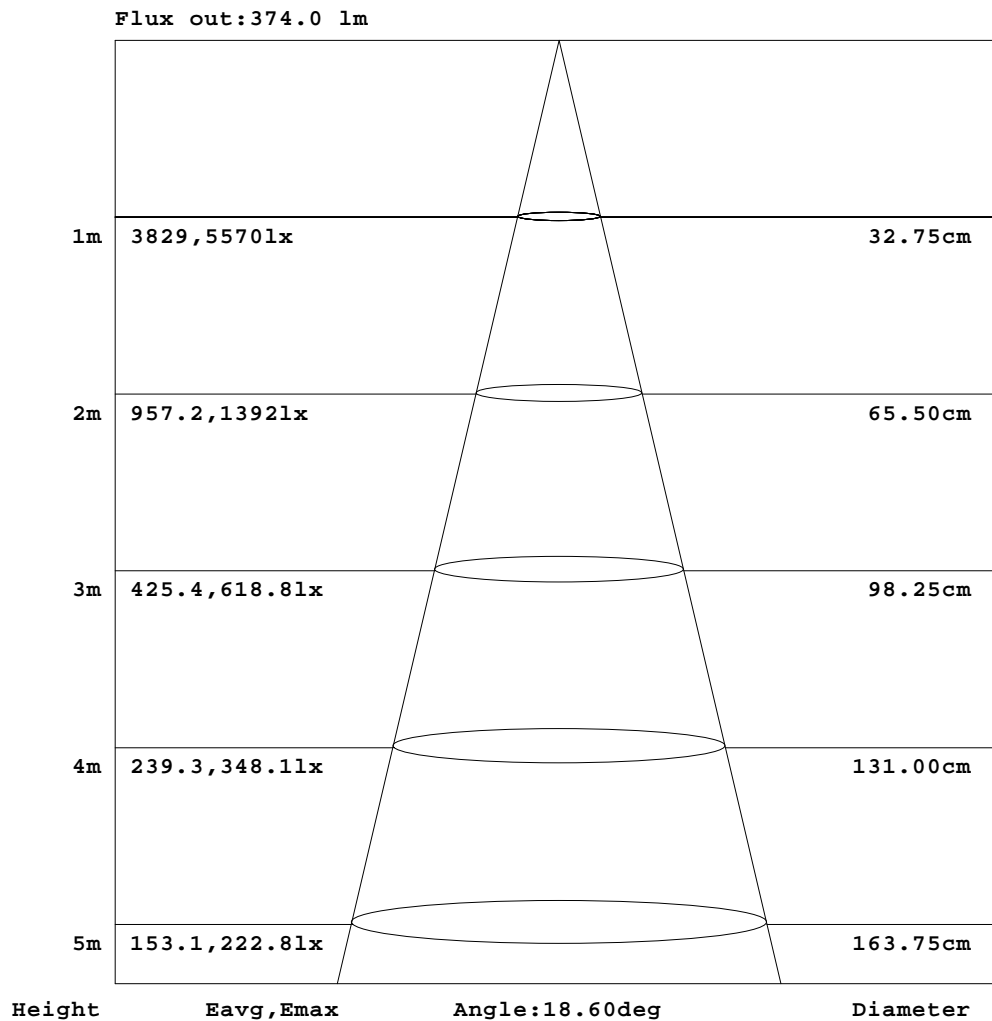 Flux out:374.0 lm
1m 3829,5570lx 32.75cm
2m 957.2,1392lx 65.50cm
3m 425.4,618.8lx 98.25cm
4m 239.3,348.1lx 131.00cm
5m 153.1,222.8lx 163.75cm
Height Eavg,Emax Angle:18.60deg Diameter